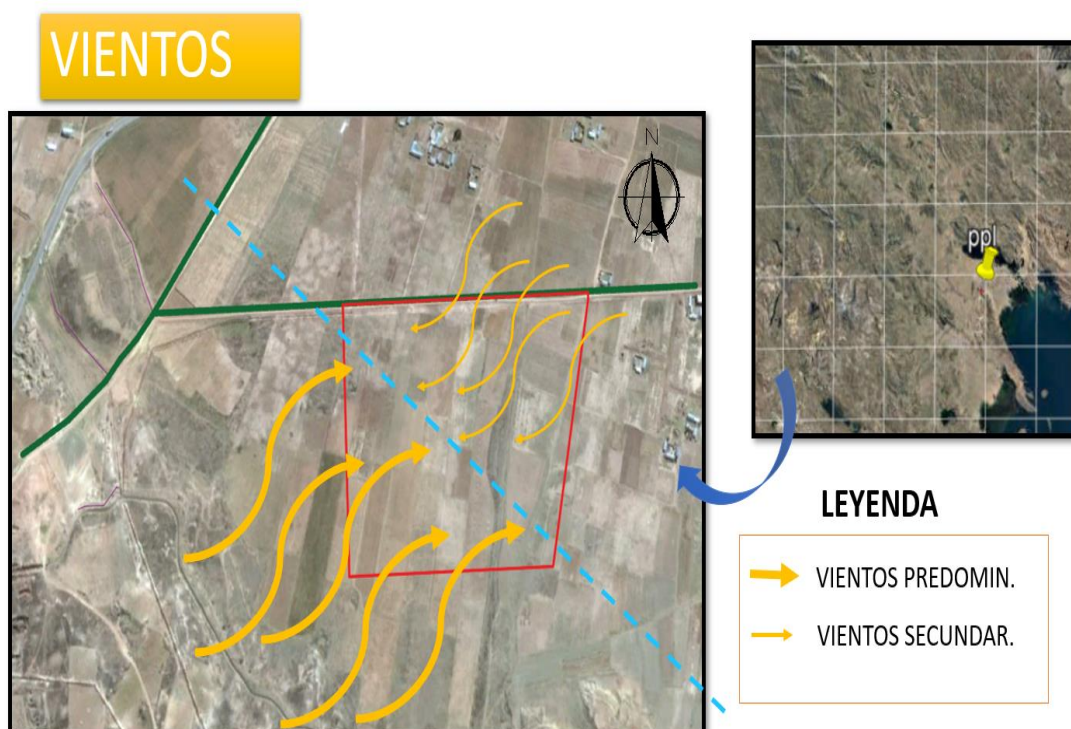 VIENTOS
N
ppl
LEYENDA
VIENTOS PREDOMIN.
VIENTOS SECUNDAR.